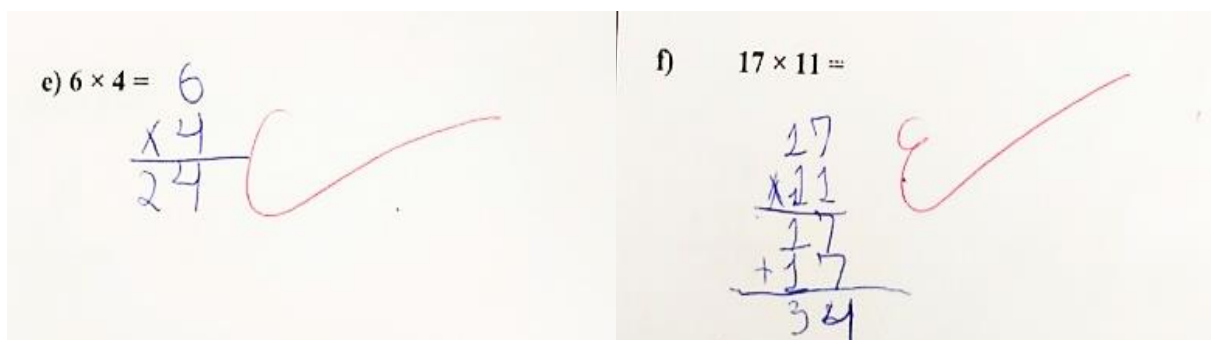 e) 6 × 4 = 6
x 4
24
f) 17 × 11 =
17
x11
17
+17
34